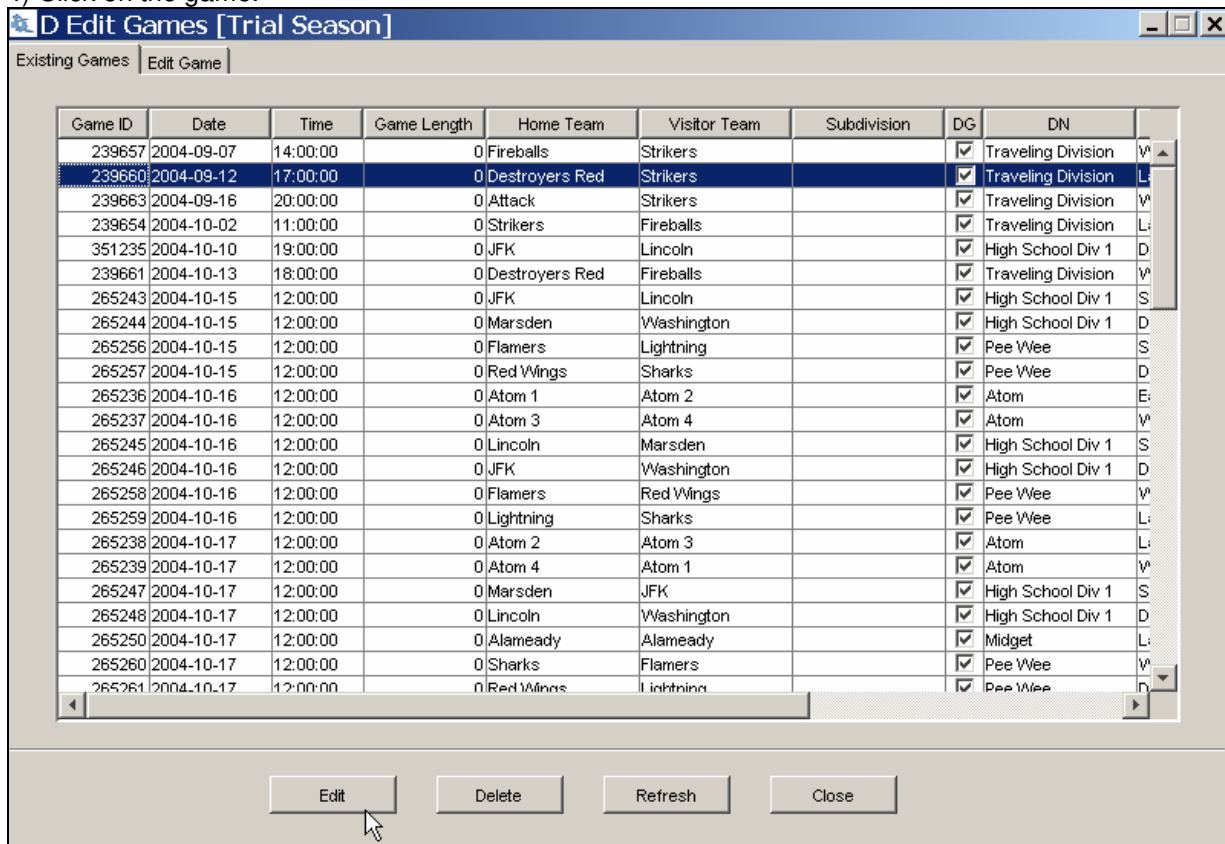 D Edit Games [Trial Season]
Existing Games Edit Game
Game ID Date Time Game Length Home Team Visitor Team Subdivision DG DN
239657 2004-09-07 14:00:00 0 Fireballs Strikers Traveling Division
239660 2004-09-12 17:00:00 0 Destroyers Red Strikers Traveling Division
239663 2004-09-16 20:00:00 0 Attack Strikers Traveling Division
239654 2004-10-02 11:00:00 0 Strikers Fireballs Traveling Division
351235 2004-10-10 19:00:00 0 JFK Lincoln High School Div 1 D
239661 2004-10-13 18:00:00 0 Destroyers Red Fireballs Traveling Division
265243 2004-10-15 12:00:00 0 JFK Lincoln High School Div 1 S
265244 2004-10-15 12:00:00 0 Marsden Washington High School Div 1 D
265256 2004-10-15 12:00:00 0 Flamers Lightning Pee Wee S
265257 2004-10-15 12:00:00 0 Red Wings Sharks Pee Wee D
265236 2004-10-16 12:00:00 0 Atom 1 Atom 2 Atom
265237 2004-10-16 12:00:00 0 Atom 3 Atom 4 Atom
265245 2004-10-16 12:00:00 0 Lincoln Marsden High School Div 1 S
265246 2004-10-16 12:00:00 0 JFK Washington High School Div 1 D
265258 2004-10-16 12:00:00 0 Flamers Red Wings Pee Wee
265259 2004-10-16 12:00:00 0 Lightning Sharks Pee Wee
265238 2004-10-17 12:00:00 0 Atom 2 Atom 3 Atom
265239 2004-10-17 12:00:00 0 Atom 4 Atom 1 Atom
265247 2004-10-17 12:00:00 0 Marsden JFK High School Div 1 S
265248 2004-10-17 12:00:00 0 Lincoln Washington High School Div 1 D
265250 2004-10-17 12:00:00 0 Alameady Alameady Midget
265260 2004-10-17 12:00:00 0 Sharks Flamers Pee Wee
265261 2004-10-17 12:00:00 0 Red Wings Lightning Pee Wee
Edit Delete Refresh Close